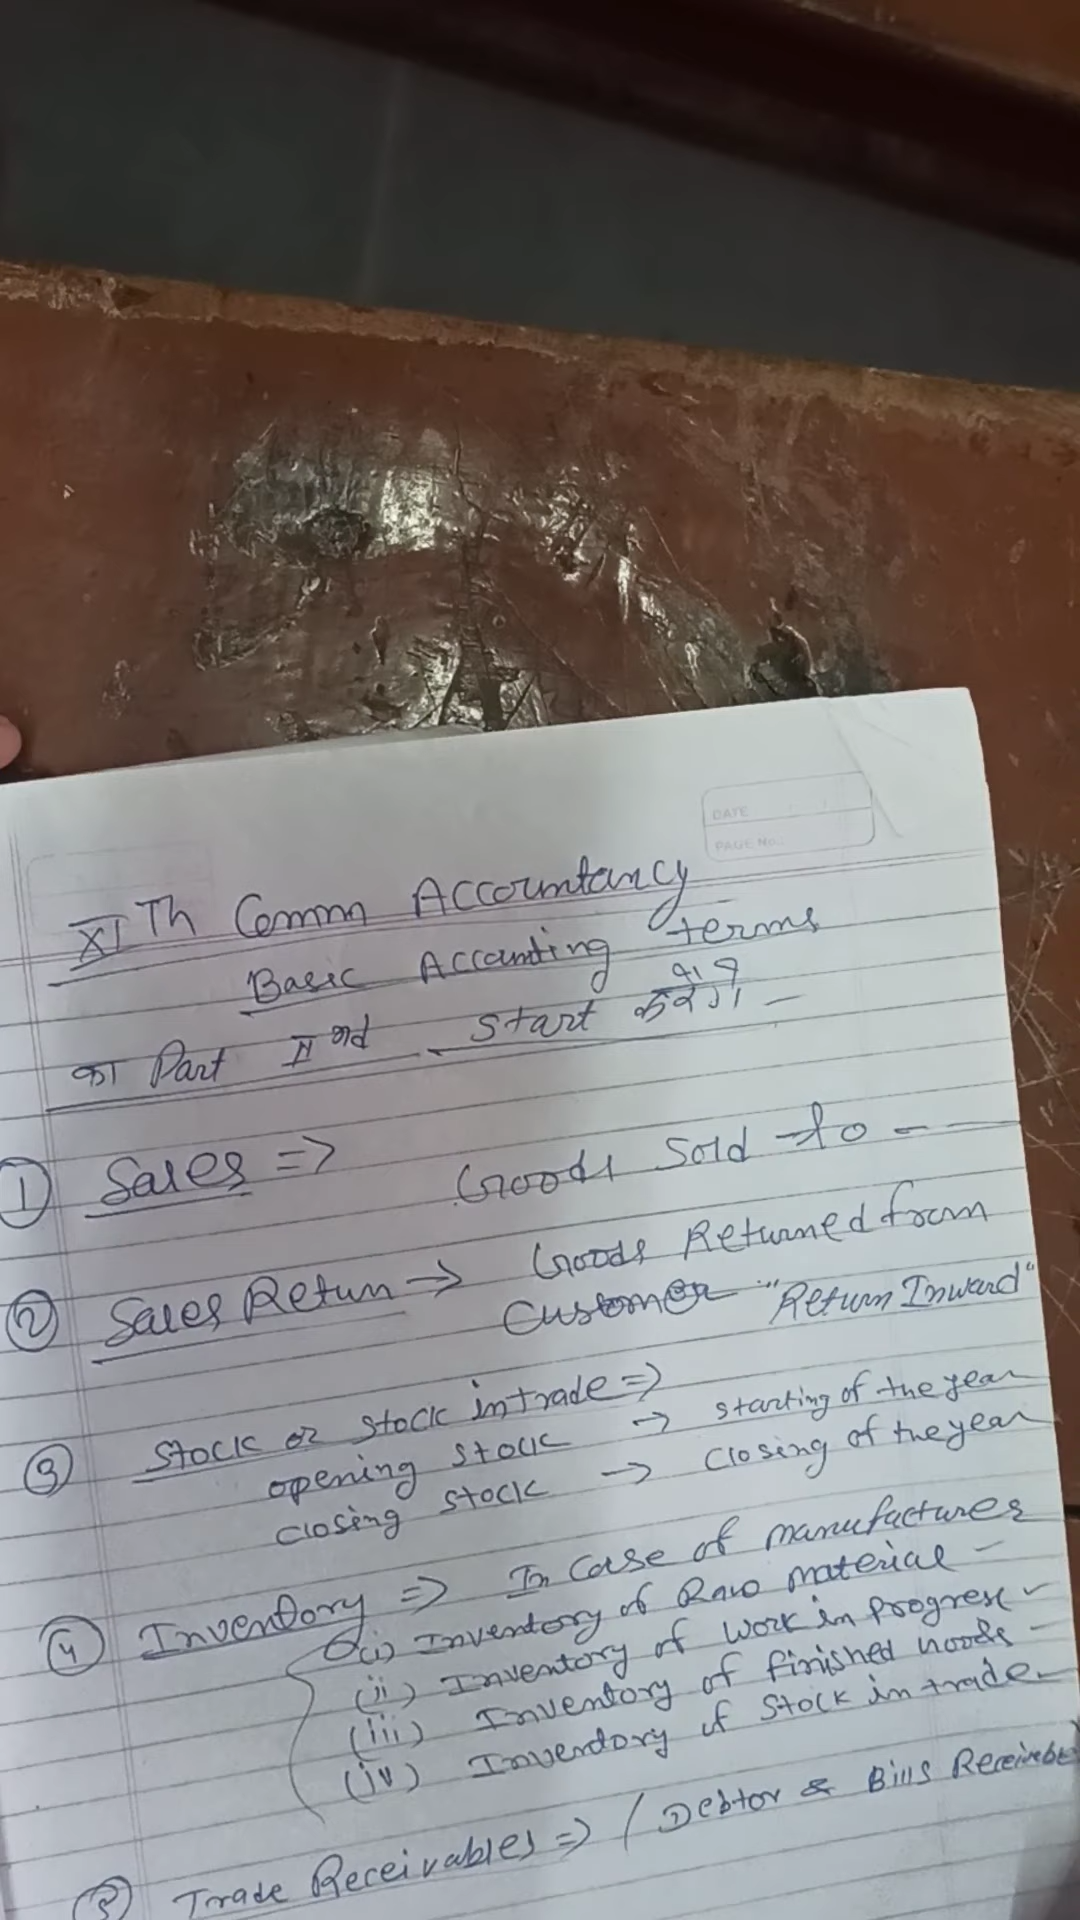 DATE
PAGE No.
XI Th Comm Accountancy
Basic Accounting terms
का Part II nd Start करेगे
① Sales => Goods Sold to - —
② Sales Retun => Goods Returned from
Customer "Return Inward"
③ Stock or stock in trade =>
opening stock -> starting of the year
closing stock -> closing of the year
④ Inventory => In Case of manufacturer
(i) Inventory of Raw material -
(ii) Inventory of work in progress -
(iii) Inventory of finished Goods -
(iv) Inventory of Stock in trade -
⑤ Trade Receivables => ( Debtor & Bills Receivable